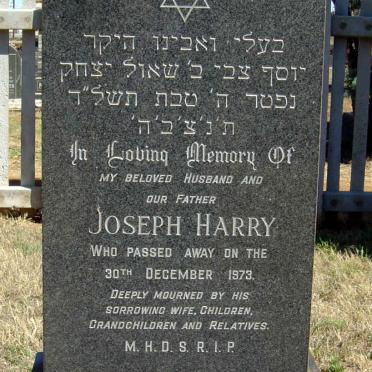 בעלי ואבינו היקר
יוסף צבי ב' שאול יצחק
נפטר ה' טבת תשל"ד
ת'נ'צ'ב'ה'
In Loving Memory Of
MY BELOVED HUSBAND AND
OUR FATHER
JOSEPH HARRY
WHO PASSED AWAY ON THE
30TH DECEMBER 1973.
DEEPLY MOURNED BY HIS
SORROWING WIFE, CHILDREN,
GRANDCHILDREN AND RELATIVES.
M.H.D.S.R.I.P.